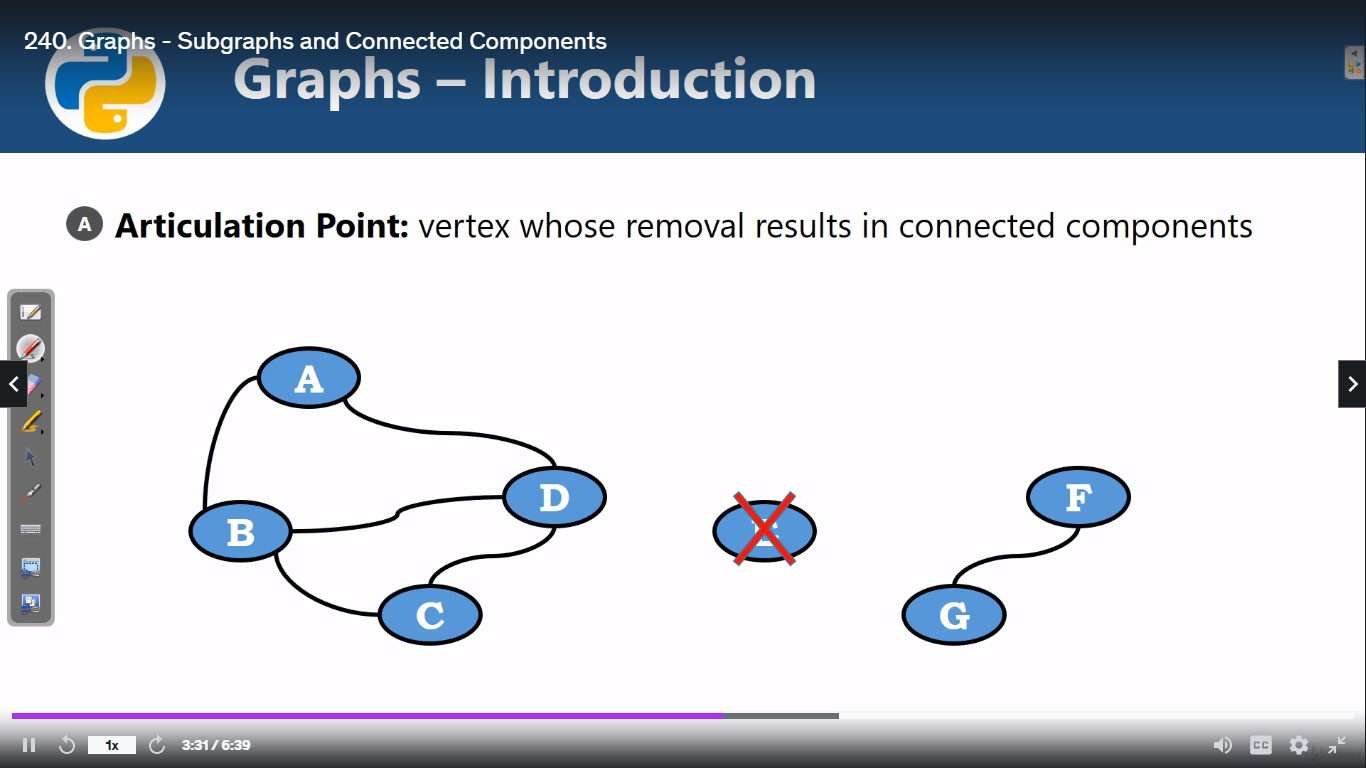 240. Graphs - Subgraphs and Connected Components
Graphs – Introduction
A Articulation Point: vertex whose removal results in connected components
A
D
F
B
C
G
1x
3:31 / 6:39
CC